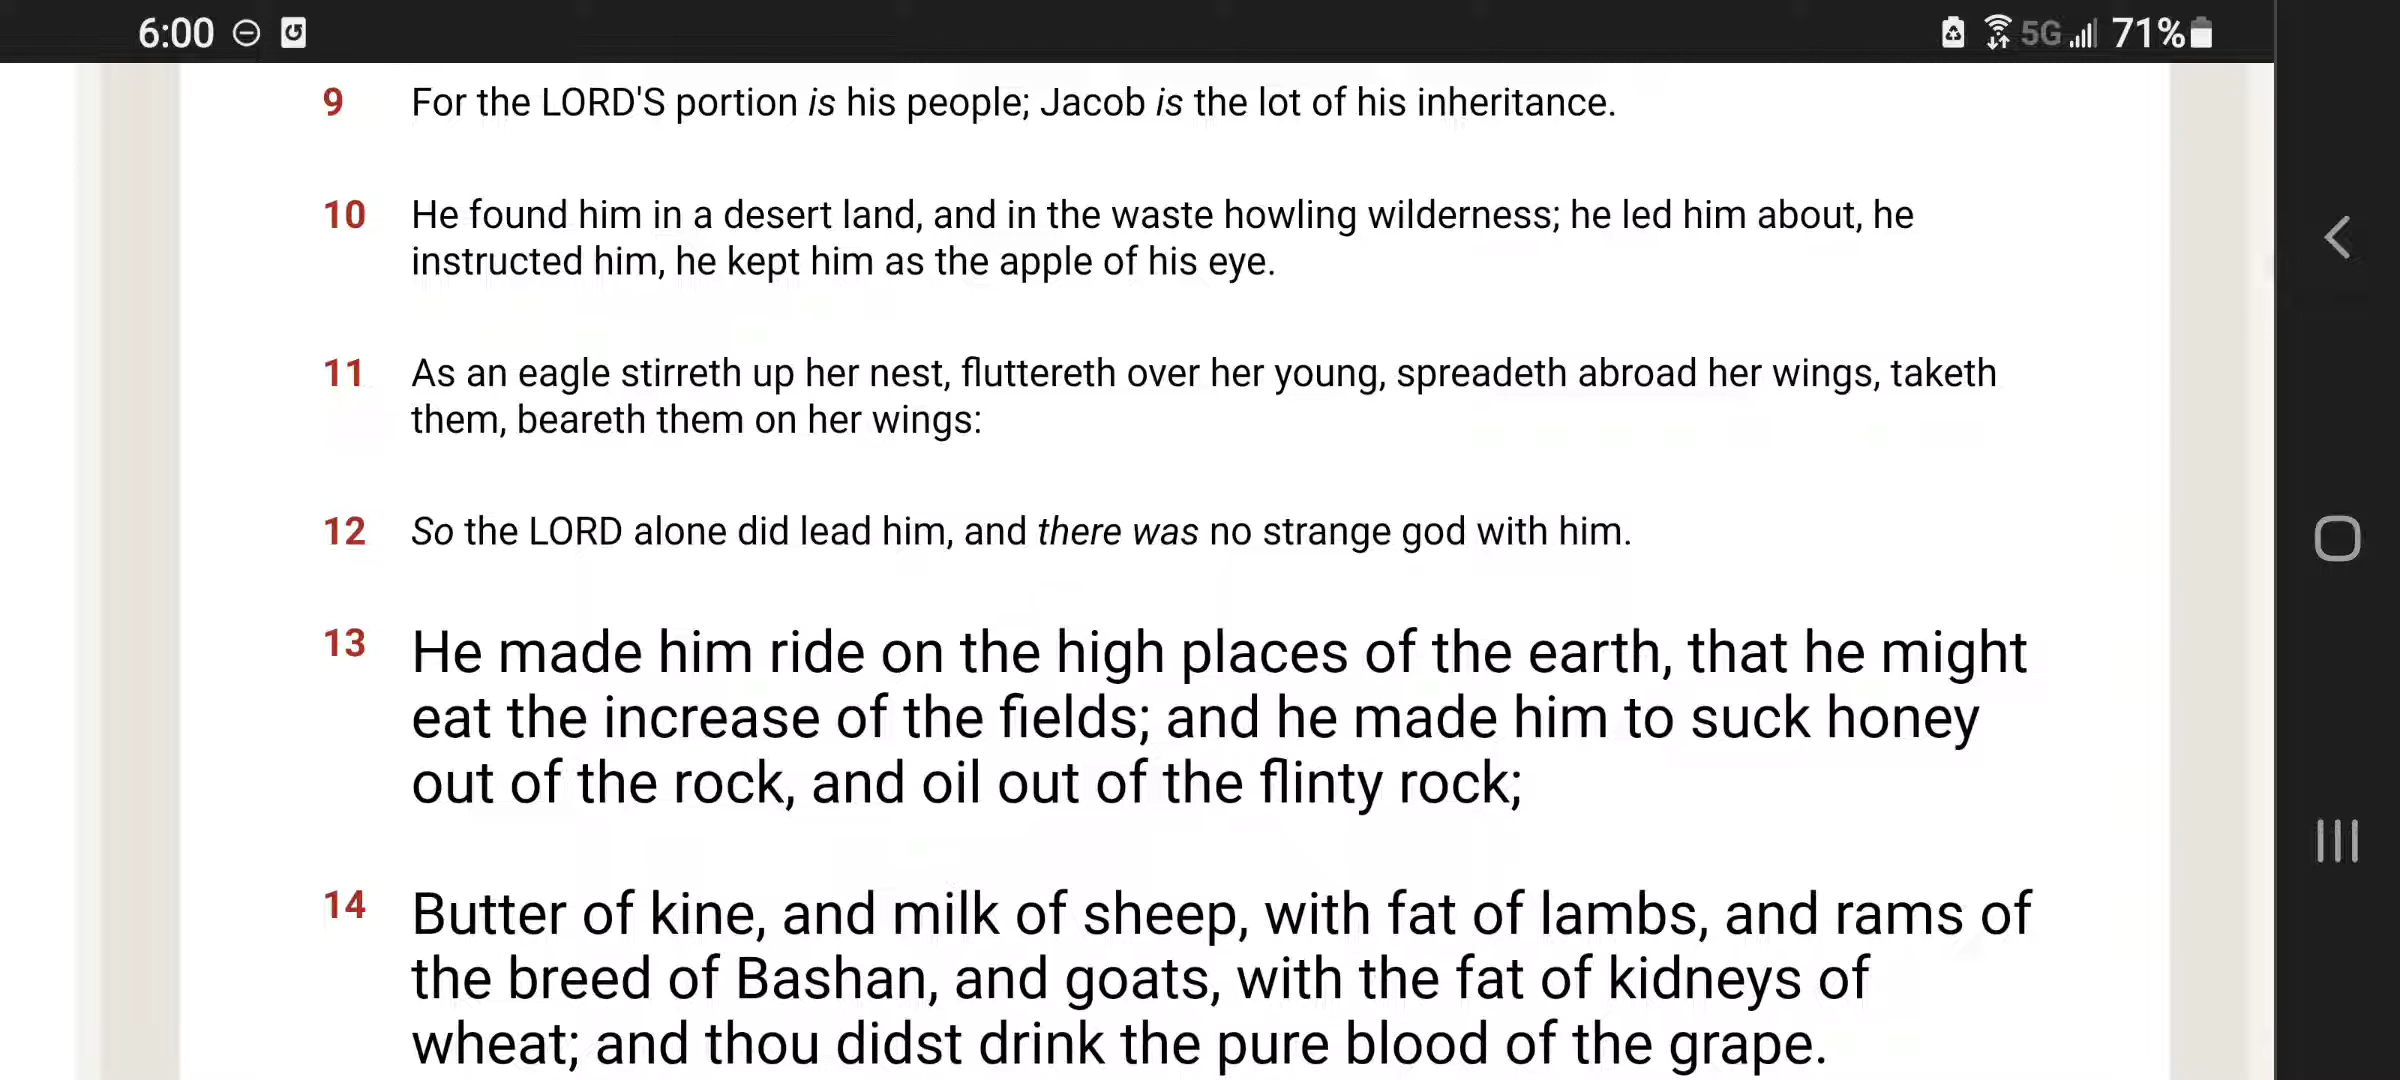 6:00 5G 71%
9 For the LORD'S portion is his people; Jacob is the lot of his inheritance.
10 He found him in a desert land, and in the waste howling wilderness; he led him about, he
instructed him, he kept him as the apple of his eye.
11 As an eagle stirreth up her nest, fluttereth over her young, spreadeth abroad her wings, taketh
them, beareth them on her wings:
12 So the LORD alone did lead him, and there was no strange god with him.
13 He made him ride on the high places of the earth, that he might
eat the increase of the fields; and he made him to suck honey
out of the rock, and oil out of the flinty rock;
14 Butter of kine, and milk of sheep, with fat of lambs, and rams of
the breed of Bashan, and goats, with the fat of kidneys of
wheat; and thou didst drink the pure blood of the grape.